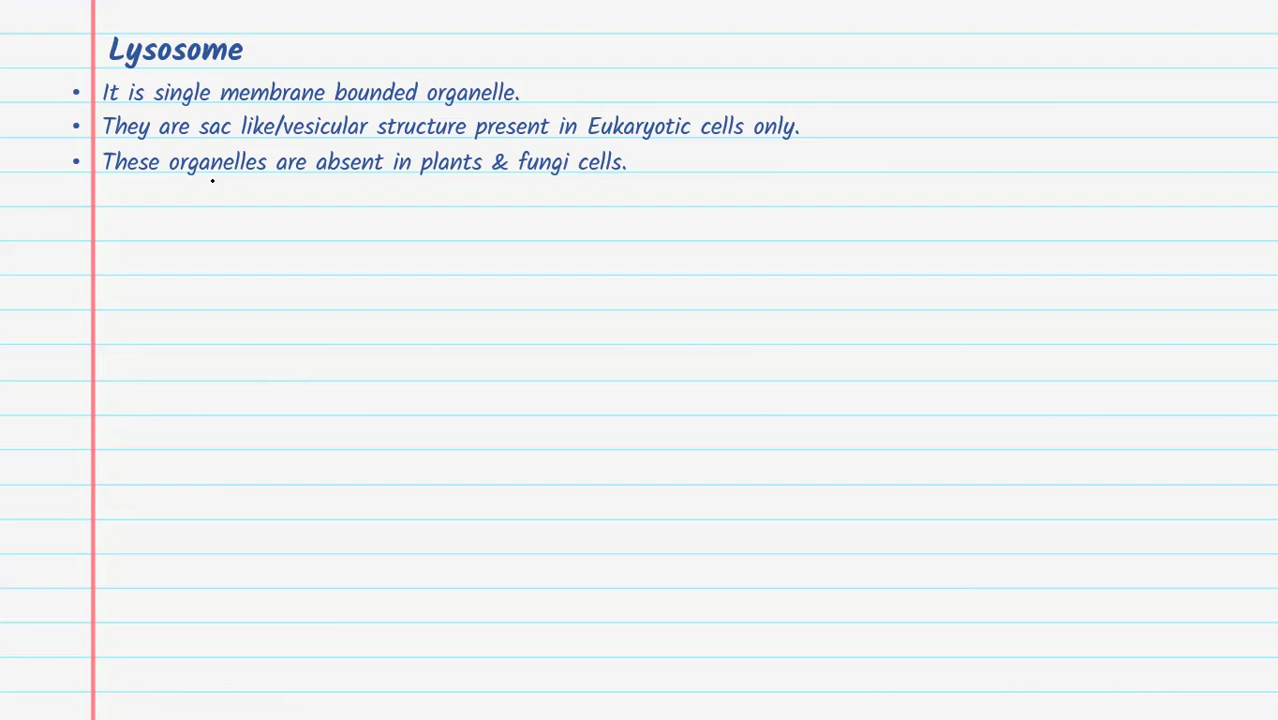 Lysosome
• It is single membrane bounded organelle.
• They are sac like/vesicular structure present in Eukaryotic cells only.
• These organelles are absent in plants & fungi cells.